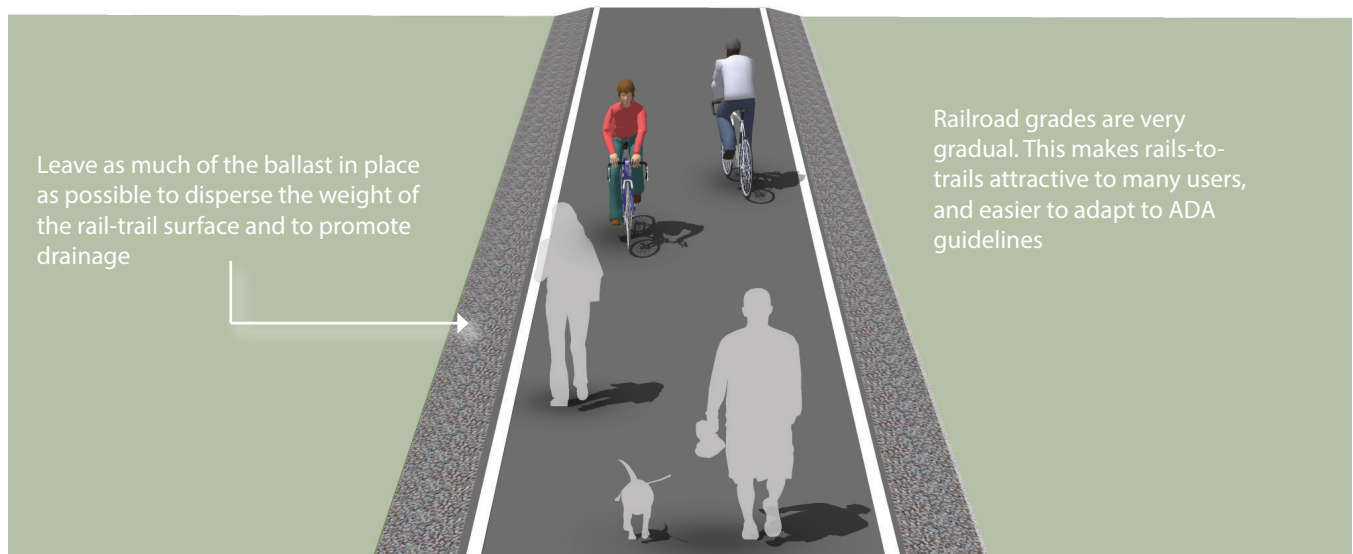 Leave as much of the ballast in place
as possible to disperse the weight of
the rail-trail surface and to promote
drainage
Railroad grades are very
gradual. This makes rails-to-
trails attractive to many users,
and easier to adapt to ADA
guidelines